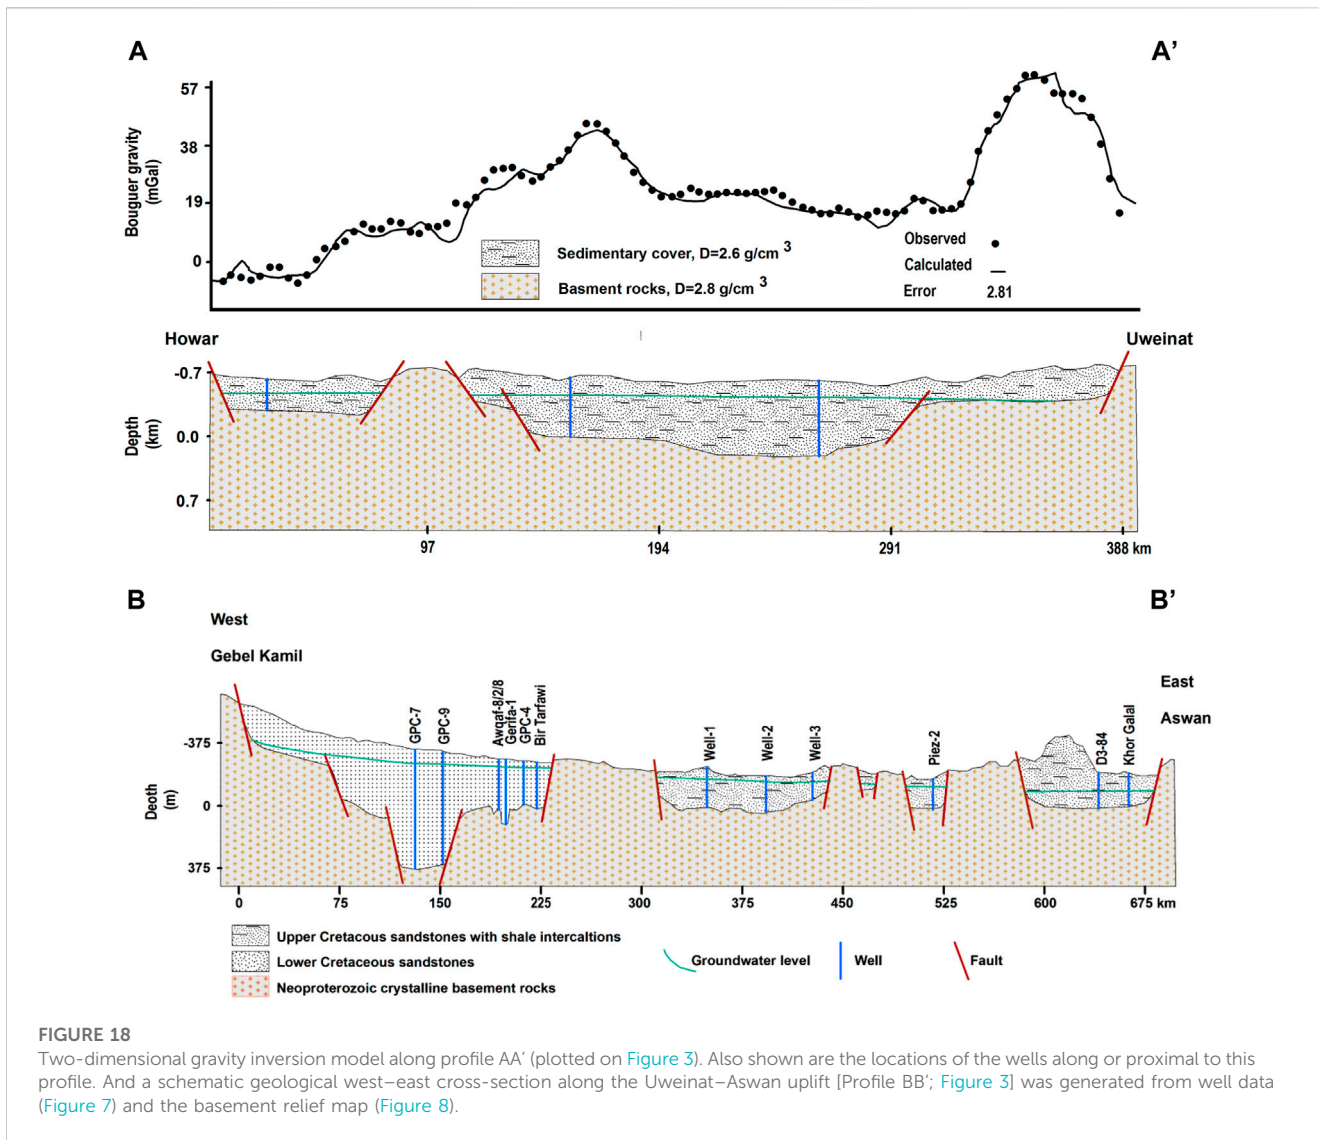 A
A'
57
38
19
0
Bouguer gravity
(mGal)
Sedimentary cover, D=2.6 g/cm 3
Basment rocks, D=2.8 g/cm 3
Observed
Calculated
Error 2.81
Howar
Uweinat
-0.7
0.0
0.7
Depth
(km)
97
194
291
388 km
B
B'
West
Gebel Kamil
East
Aswan
GPC-7
GPC-9
Awqaf-8/2/8
Gerifa-1
GPC-4
Bir Tarfawi
Well-1
Well-2
Well-3
Piez-2
D3-84
Khor Galal
-375
0
375
Deoth
(m)
0
75
150
225
300
375
450
525
600
675 km
Upper Cretacous sandstones with shale intercaltions
Lower Cretaceous sandstones
Neoproterozoic crystalline basement rocks
Groundwater level
Well
Fault
FIGURE 18
Two-dimensional gravity inversion model along profile AA′ (plotted on Figure 3). Also shown are the locations of the wells along or proximal to this
profile. And a schematic geological west–east cross-section along the Uweinat–Aswan uplift [Profile BB′; Figure 3] was generated from well data
(Figure 7) and the basement relief map (Figure 8).